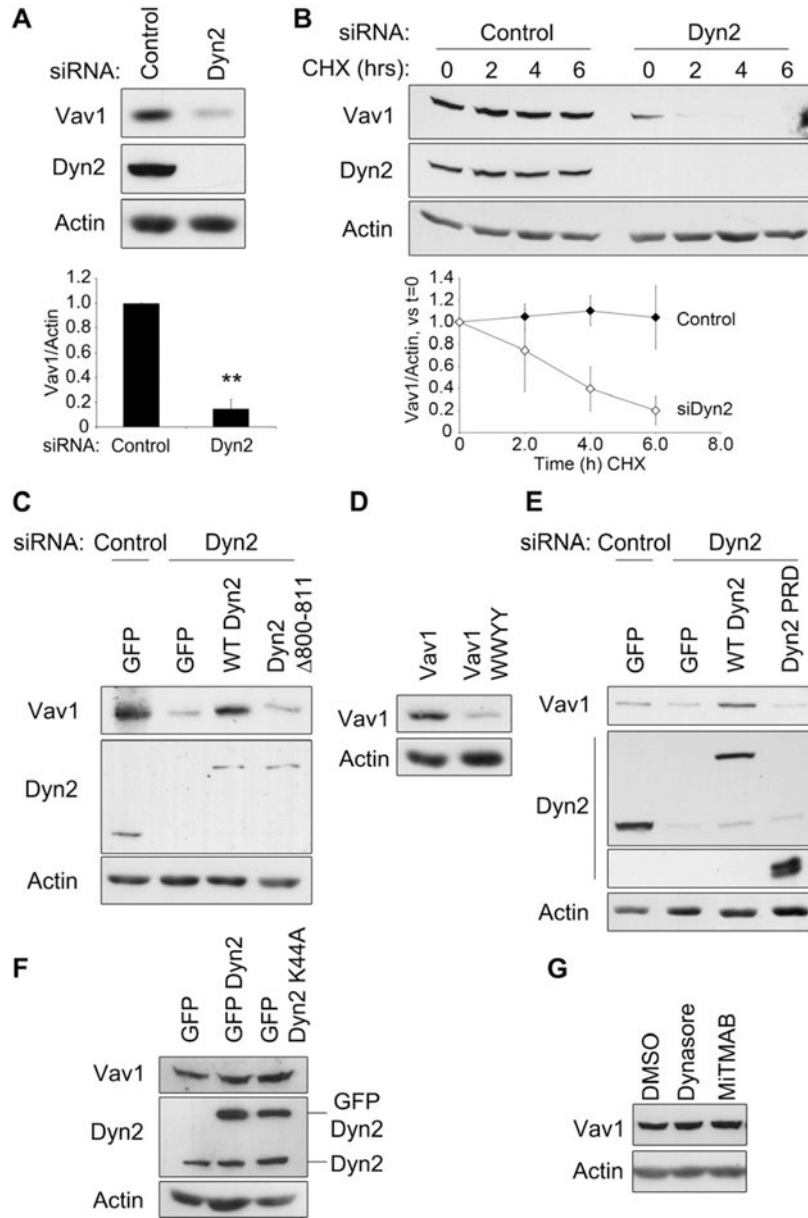 A
siRNA: Control Dyn2
Vav1
Dyn2
Actin
1.2
1.0
0.8
0.6
0.4
0.2
0
Vav1/Actin
**
siRNA: Control Dyn2
B
siRNA: Control Dyn2
CHX (hrs): 0 2 4 6 0 2 4 6
Vav1
Dyn2
Actin
1.4
1.2
1.0
0.8
0.6
0.4
0.2
Vav1/Actin, vs t=0
Control
siDyn2
0 2.0 4.0 6.0 8.0
Time (h) CHX
C
siRNA: Control Dyn2
GFP
GFP
WT Dyn2
Dyn2
Δ800-811
Vav1
Dyn2
Actin
D
Vav1
Vav1
WWYY
Vav1
Actin
E
siRNA: Control Dyn2
GFP
GFP
WT Dyn2
Dyn2 PRD
Vav1
Dyn2
Actin
F
GFP
GFP Dyn2
GFP
Dyn2 K44A
Vav1
Dyn2
GFP
Dyn2
Dyn2
Actin
G
DMSO
Dynasore
MiTMAB
Vav1
Actin